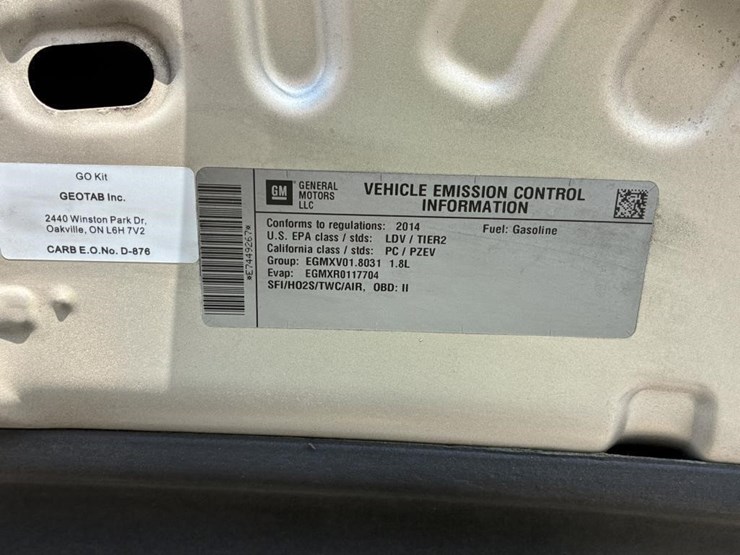 GO Kit
GEOTAB Inc.
2440 Winston Park Dr,
Oakville, ON L6H 7V2
CARB E.O.No. D-876
*E7449267*
GM GENERAL
MOTORS
LLC
VEHICLE EMISSION CONTROL
INFORMATION
Conforms to regulations: 2014
Fuel: Gasoline
U.S. EPA class / stds: LDV / TIER2
California class / stds: PC / PZEV
Group: EGMXV01.8031 1.8L
Evap: EGMXR0117704
SFI/HO2S/TWC/AIR, OBD: II